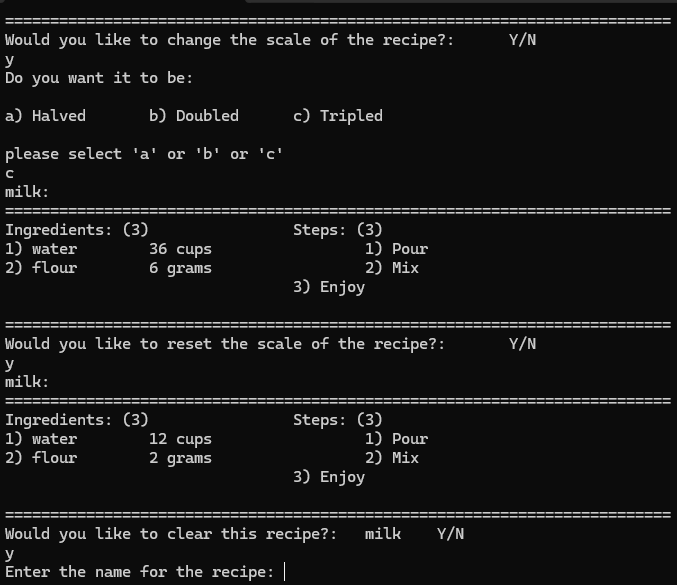 ==========================================================================
Would you like to change the scale of the recipe?:      Y/N
y
Do you want it to be:
a) Halved       b) Doubled      c) Tripled
please select 'a' or 'b' or 'c'
c
milk:
==========================================================================
Ingredients: (3)                Steps: (3)
1) water        36 cups                 1) Pour
2) flour        6 grams                 2) Mix
                                3) Enjoy
==========================================================================
Would you like to reset the scale of the recipe?:       Y/N
y
milk:
==========================================================================
Ingredients: (3)                Steps: (3)
1) water        12 cups                 1) Pour
2) flour        2 grams                 2) Mix
                                3) Enjoy
==========================================================================
Would you like to clear this recipe?:   milk    Y/N
y
Enter the name for the recipe: